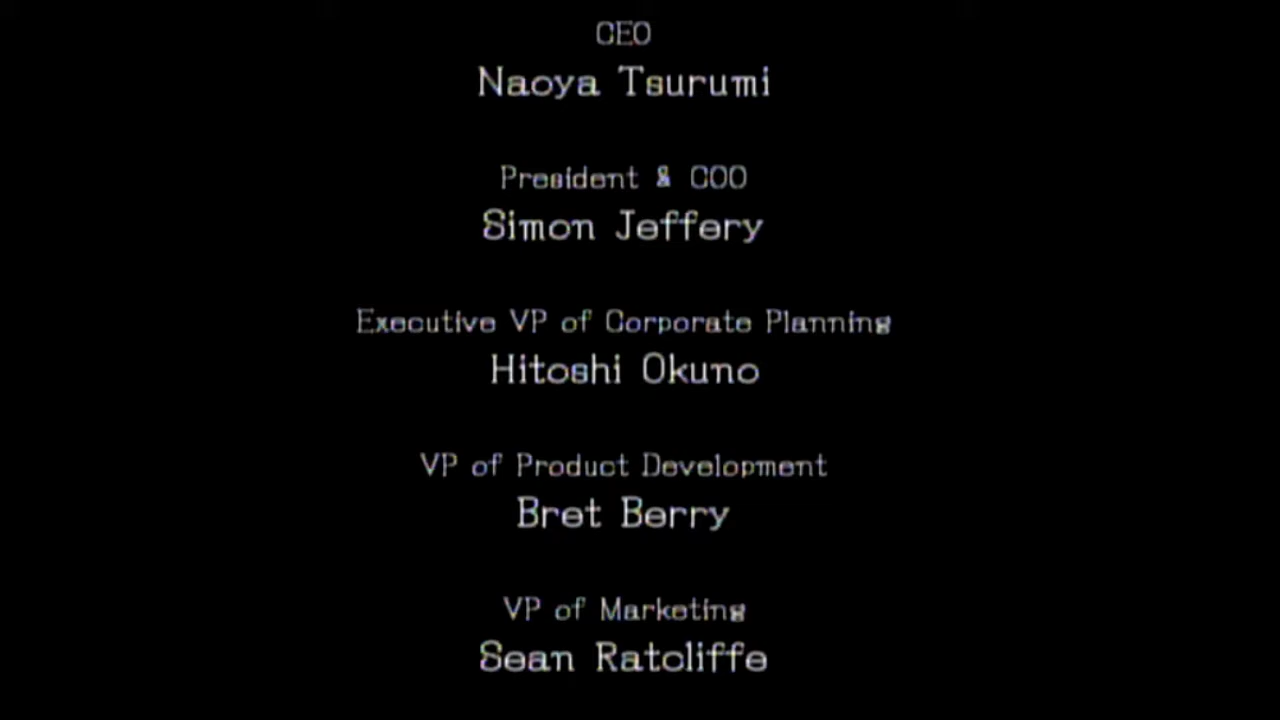 CEO
Naoya Tsurumi
President & COO
Simon Jeffery
Executive VP of Corporate Planning
Hitoshi Okuno
VP of Product Development
Bret Berry
VP of Marketing
Sean Ratcliffe